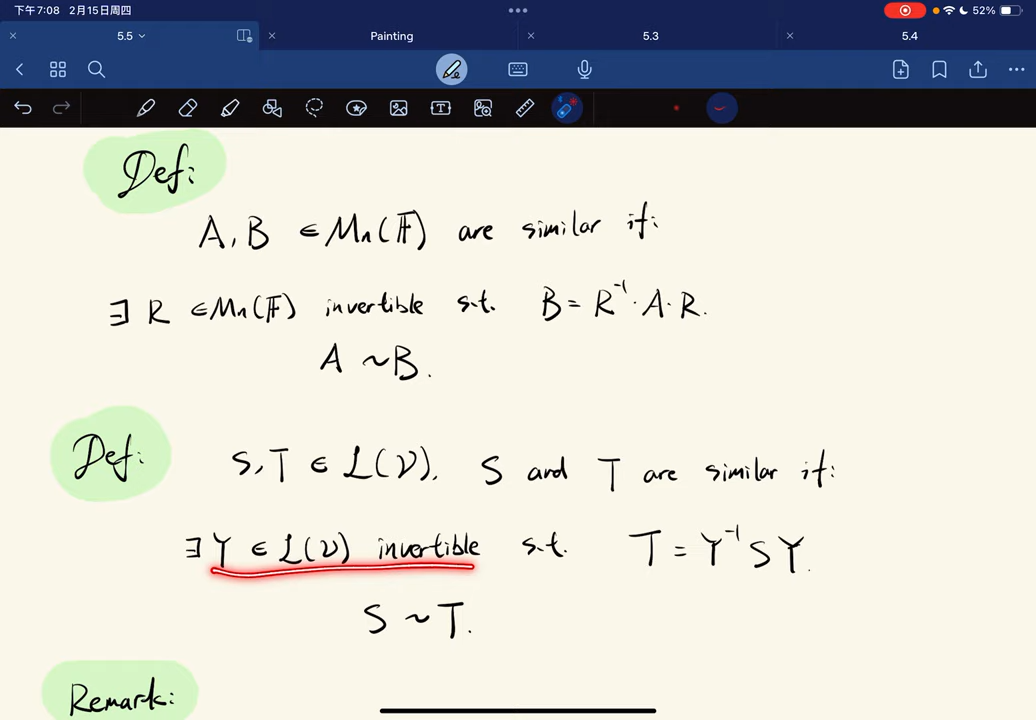 下午7:08 2月15日周四
52%
5.5
Painting
5.3
5.4
Def:
A, B ∈ Mn(𝔽) are similar if:
∃ R ∈ Mn(𝔽) invertible s.t. B = R⁻¹ · A · R.
A ~ B.
Def: S, T ∈ ℒ(V), S and T are similar if:
∃ Y ∈ ℒ(V) invertible s.t. T = Y⁻¹ S Y.
S ~ T.
Remark: